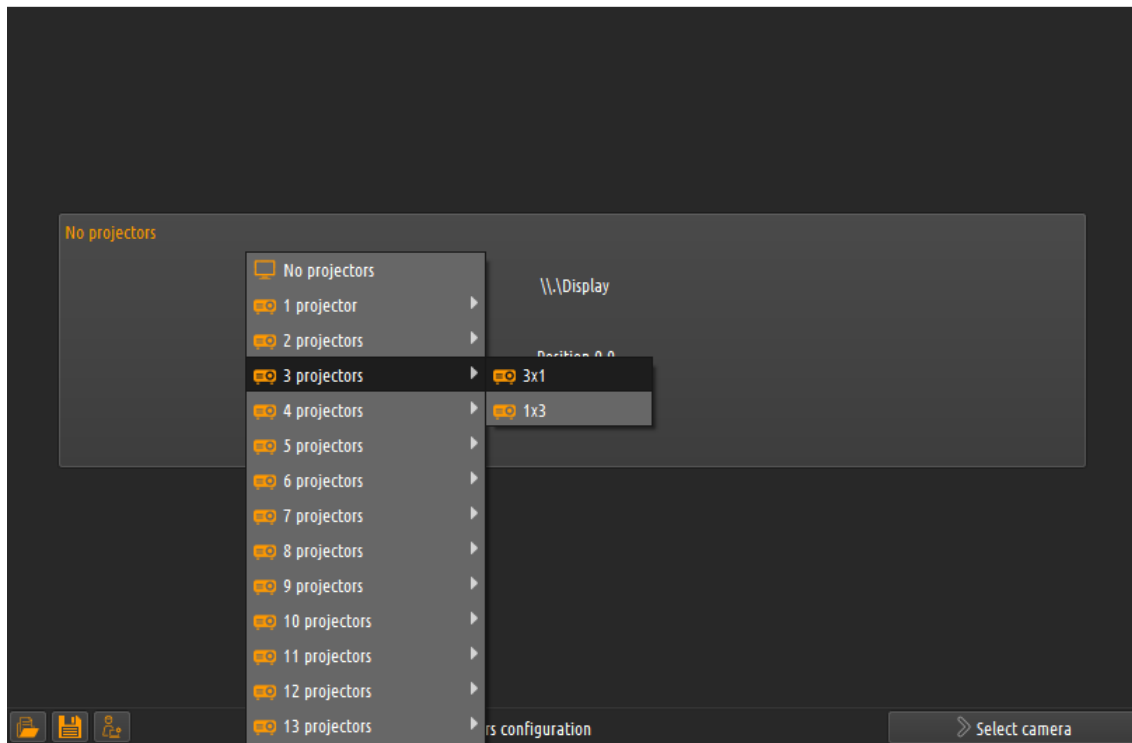 No projectors
No projectors
\\.\Display
1 projector
2 projectors
3 projectors
3x1
4 projectors
1x3
5 projectors
6 projectors
7 projectors
8 projectors
9 projectors
10 projectors
11 projectors
12 projectors
13 projectors
rs configuration
Select camera